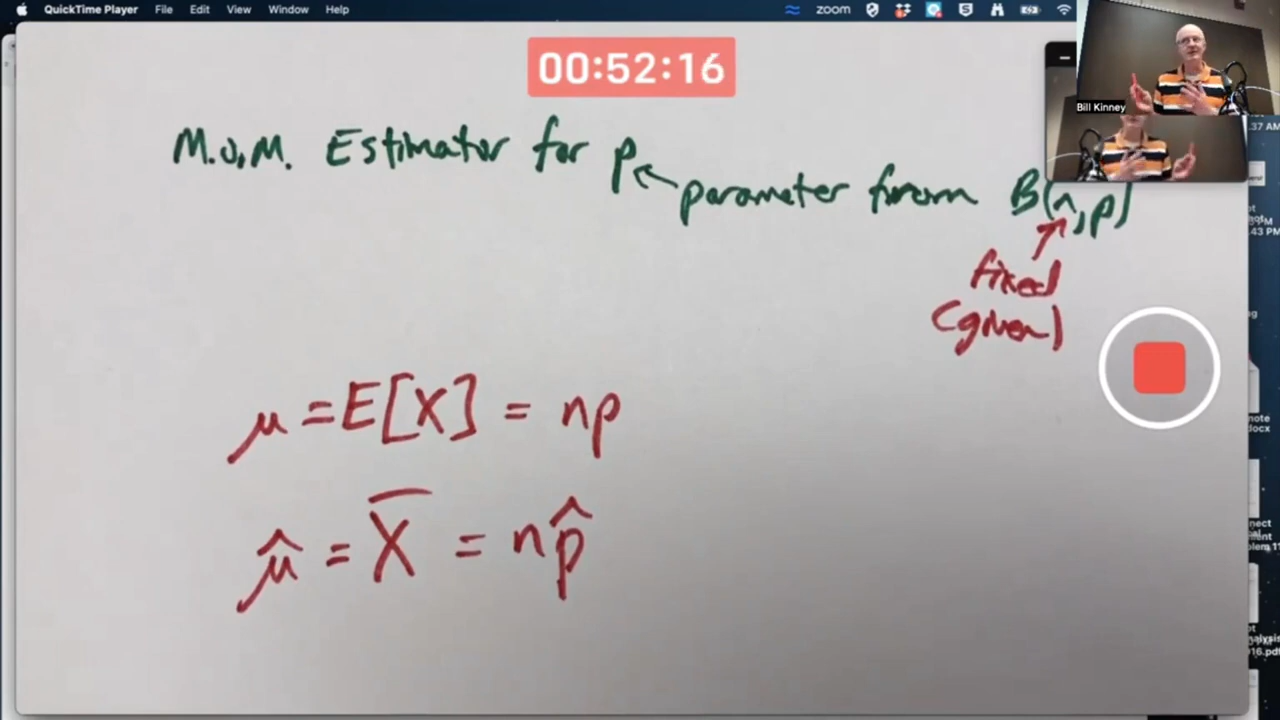 QuickTime Player File Edit View Window Help zoom
00:52:16
Bill Kinney
M.O.M. Estimator for p
parameter from B(n,p)
fixed
(given)
μ = E[X] = np
μ̂ = X̄ = np̂